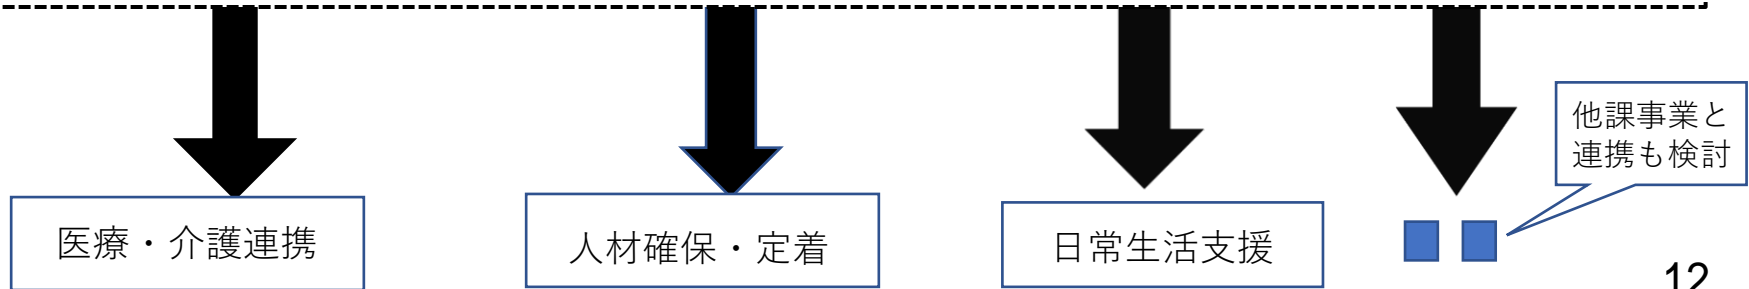 他課事業と
連携も検討
医療・介護連携
人材確保・定着
日常生活支援
12